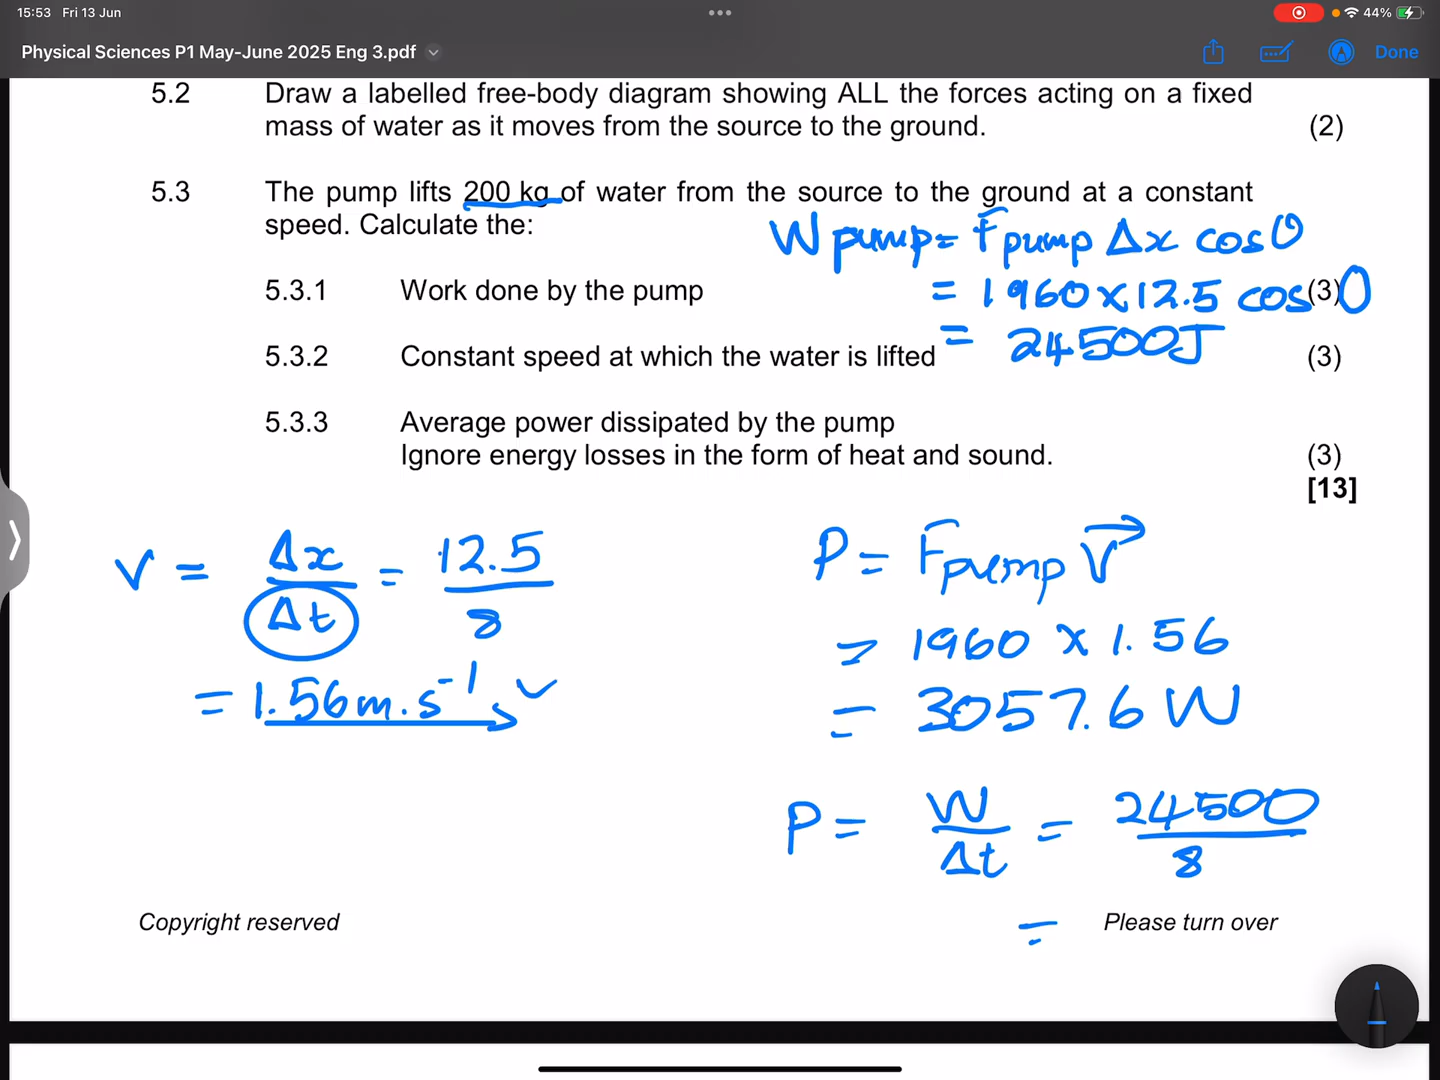 15:53 Fri 13 Jun
44%
Physical Sciences P1 May-June 2025 Eng 3.pdf
Done
5.2 Draw a labelled free-body diagram showing ALL the forces acting on a fixed
mass of water as it moves from the source to the ground. (2)
5.3 The pump lifts 200 kg of water from the source to the ground at a constant
speed. Calculate the:
W pump = Fpump Δx cosθ
5.3.1 Work done by the pump (3)
= 1960 × 12.5 cos 0
5.3.2 Constant speed at which the water is lifted (3)
= 24500J
5.3.3 Average power dissipated by the pump
Ignore energy losses in the form of heat and sound. (3)
[13]
v = Δx/Δt = 12.5/8
= 1.56 m.s⁻¹ ✓
P = Fpump v
= 1960 × 1.56
= 3057.6 W
P = W/Δt = 24500/8
=
Copyright reserved
Please turn over